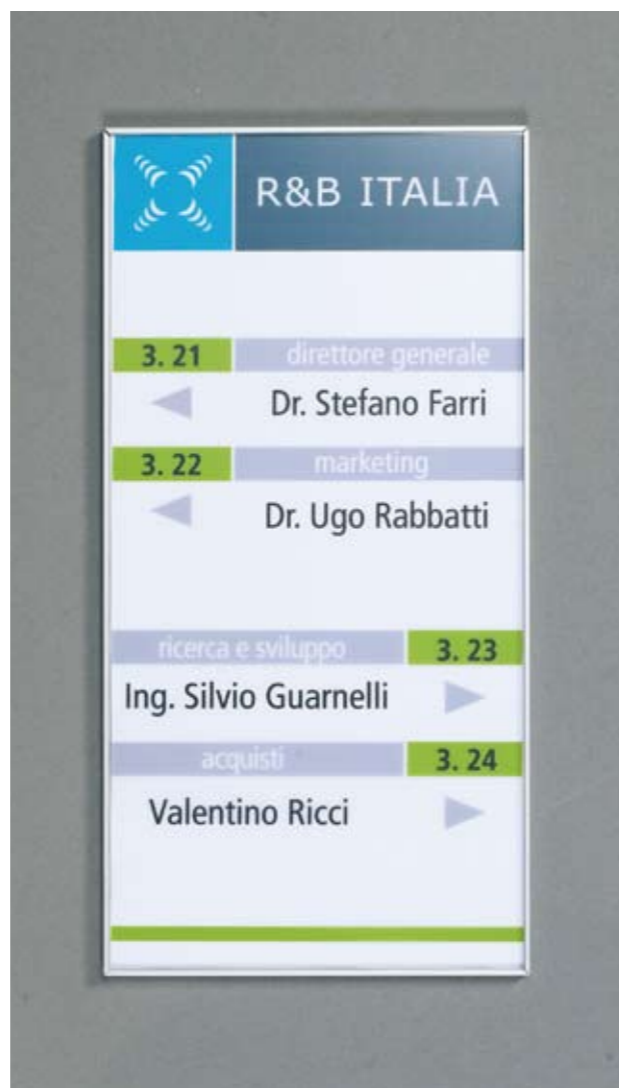 R&B ITALIA
3. 21 direttore generale
Dr. Stefano Farri
3. 22 marketing
Dr. Ugo Rabbatti
ricerca e sviluppo 3. 23
Ing. Silvio Guarnelli
acquisti 3. 24
Valentino Ricci